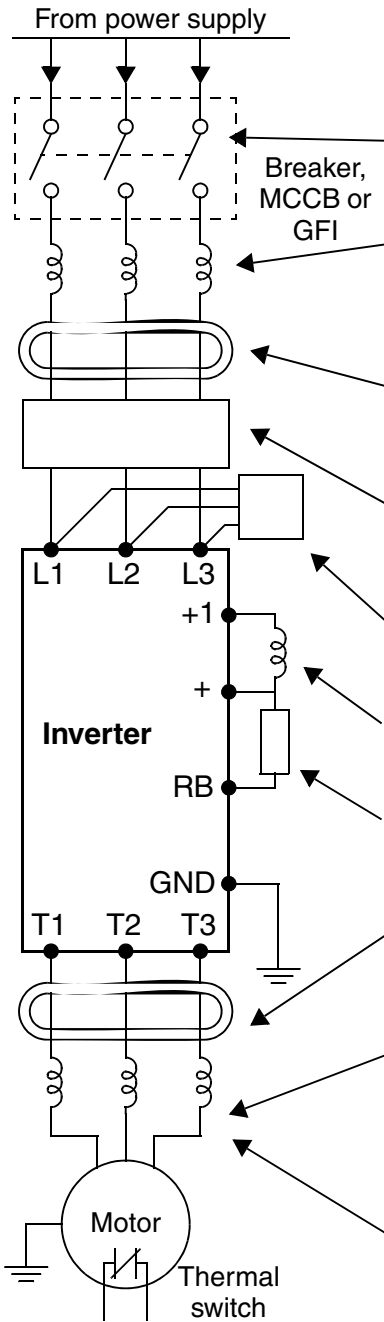 From power supply
Breaker,
MCCB or
GFI
L1 L2 L3
+1
+
Inverter
RB
GND
T1 T2 T3
Motor
Thermal
switch